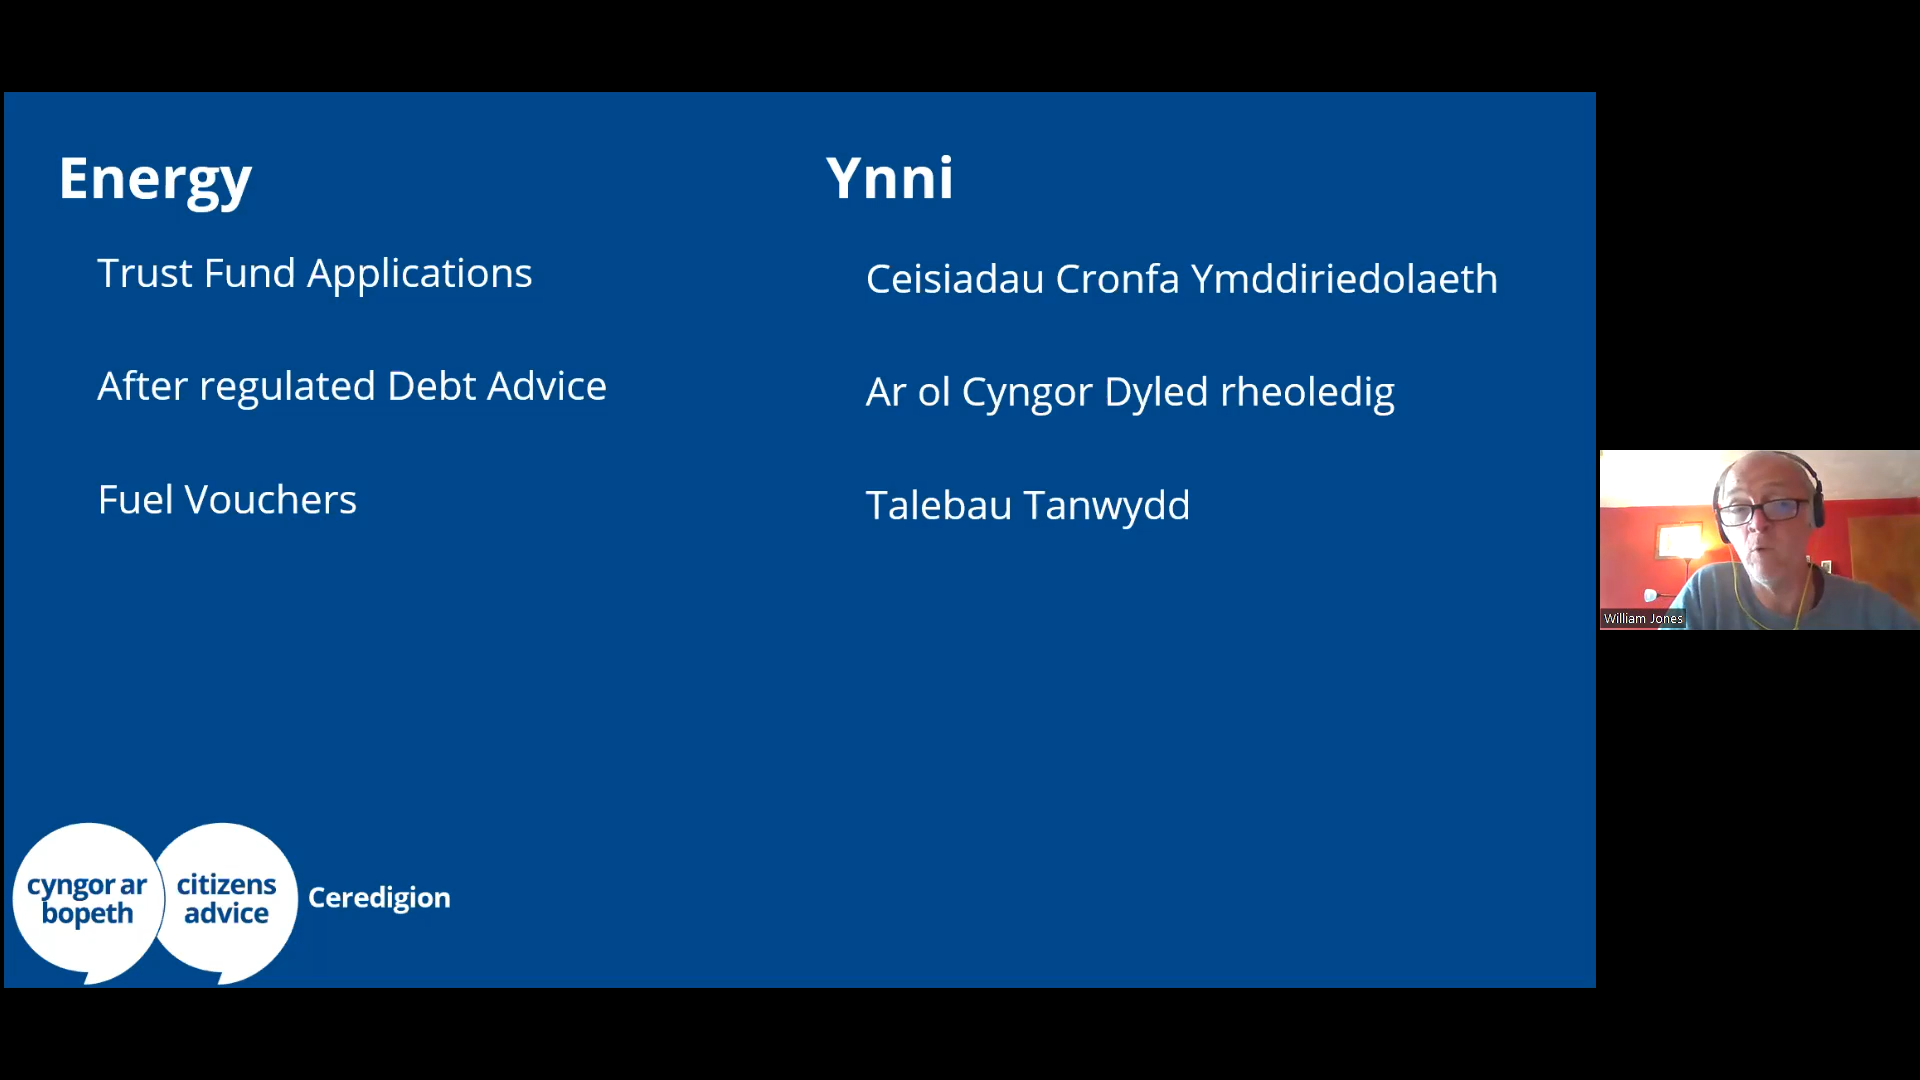 Energy
Trust Fund Applications
After regulated Debt Advice
Fuel Vouchers
Ynni
Ceisiadau Cronfa Ymddiriedolaeth
Ar ol Cyngor Dyled rheoledig
Talebau Tanwydd
cyngor ar
bopeth
citizens
advice
Ceredigion
William Jones